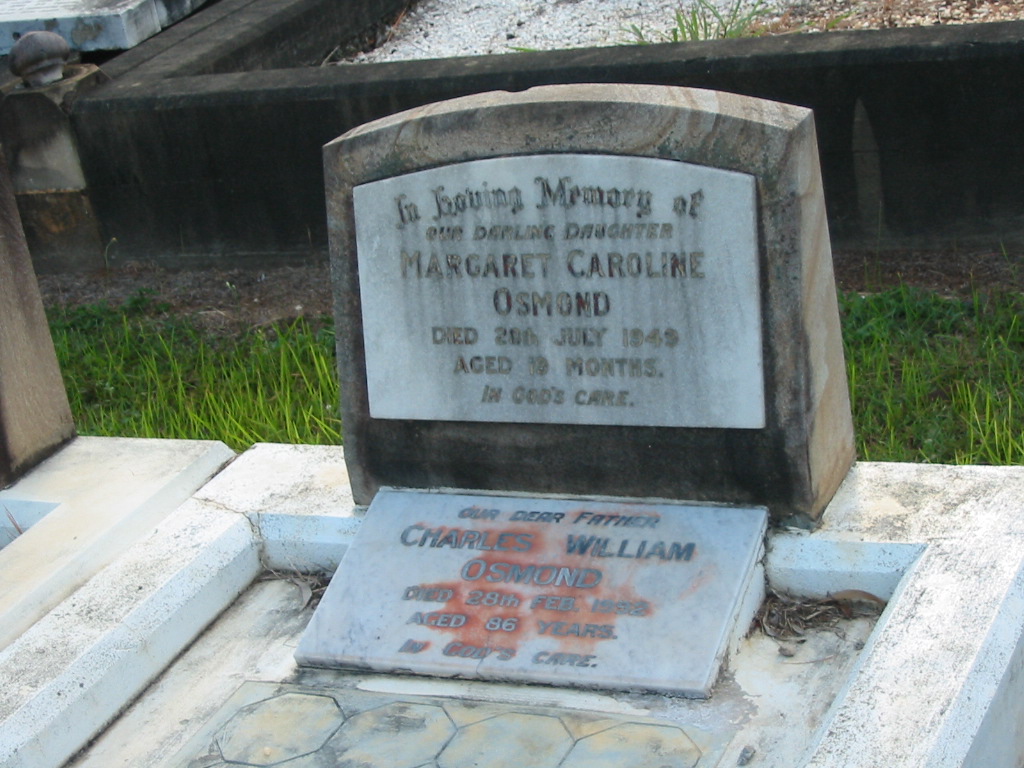 In Loving Memory of
OUR DARLING DAUGHTER
MARGARET CAROLINE
OSMOND
DIED 28th JULY 1949
AGED 19 MONTHS.
IN GOD'S CARE.
OUR DEAR FATHER
CHARLES WILLIAM
OSMOND
DIED 28th FEB.
AGED 86 YEARS.
IN GOD'S CARE.